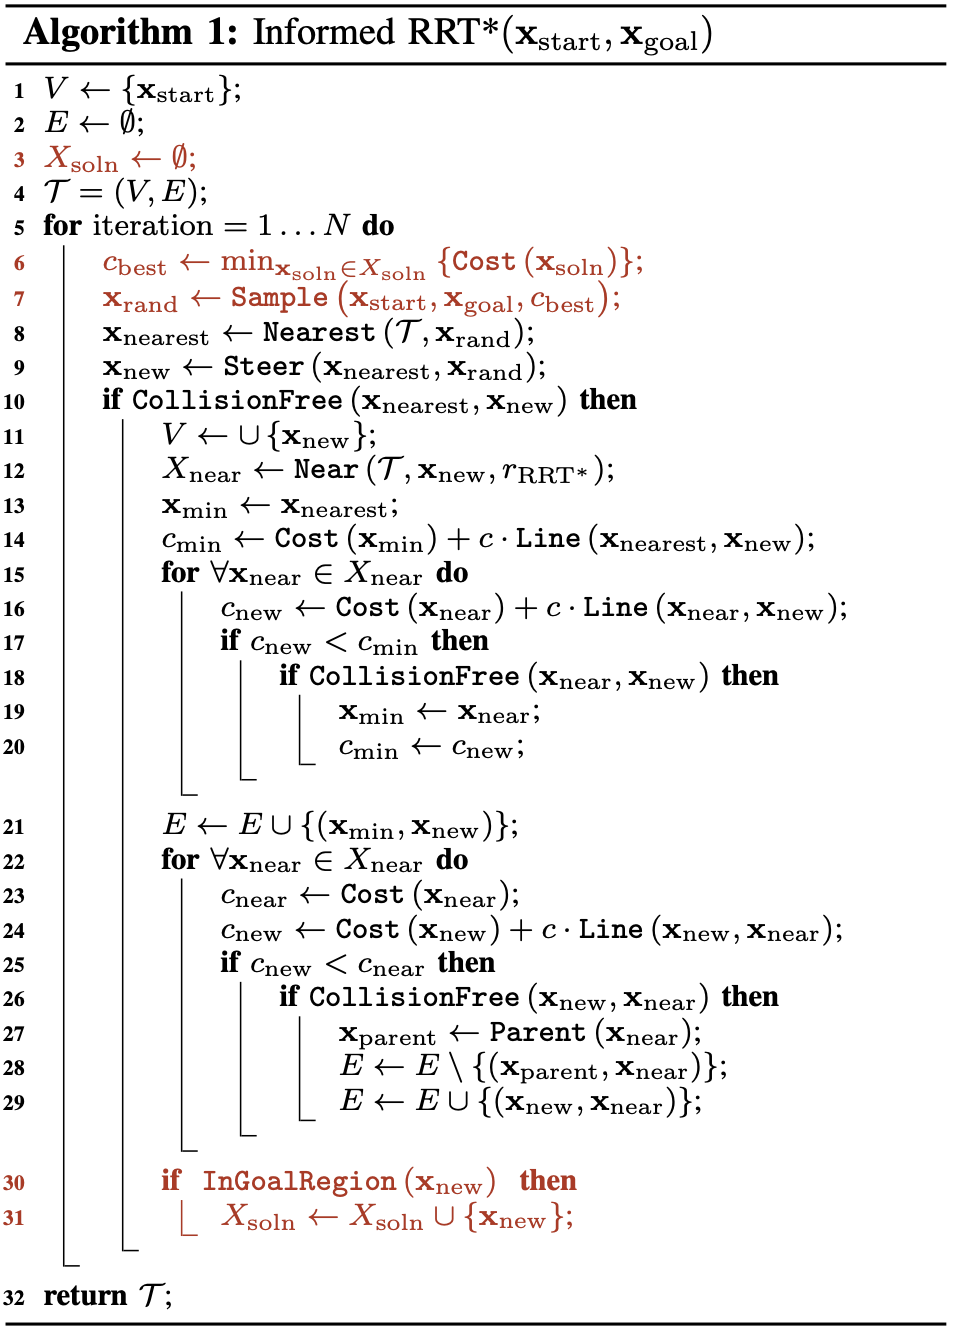 Algorithm 1: Informed RRT*(x_start, x_goal)
1 V ← {x_start};
2 E ← ∅;
3 X_soln ← ∅;
4 𝒯 = (V, E);
5 for iteration = 1 … N do
6 c_best ← min_{x_soln ∈ X_soln} {Cost (x_soln)};
7 x_rand ← Sample (x_start, x_goal, c_best);
8 x_nearest ← Nearest (𝒯, x_rand);
9 x_new ← Steer (x_nearest, x_rand);
10 if CollisionFree (x_nearest, x_new) then
11 V ← ∪ {x_new};
12 X_near ← Near (𝒯, x_new, r_RRT*);
13 x_min ← x_nearest;
14 c_min ← Cost (x_min) + c · Line (x_nearest, x_new);
15 for ∀x_near ∈ X_near do
16 c_new ← Cost (x_near) + c · Line (x_near, x_new);
17 if c_new < c_min then
18 if CollisionFree (x_near, x_new) then
19 x_min ← x_near;
20 c_min ← c_new;
21 E ← E ∪ {(x_min, x_new)};
22 for ∀x_near ∈ X_near do
23 c_near ← Cost (x_near);
24 c_new ← Cost (x_new) + c · Line (x_new, x_near);
25 if c_new < c_near then
26 if CollisionFree (x_new, x_near) then
27 x_parent ← Parent (x_near);
28 E ← E \ {(x_parent, x_near)};
29 E ← E ∪ {(x_new, x_near)};
30 if InGoalRegion (x_new) then
31 X_soln ← X_soln ∪ {x_new};
32 return 𝒯;